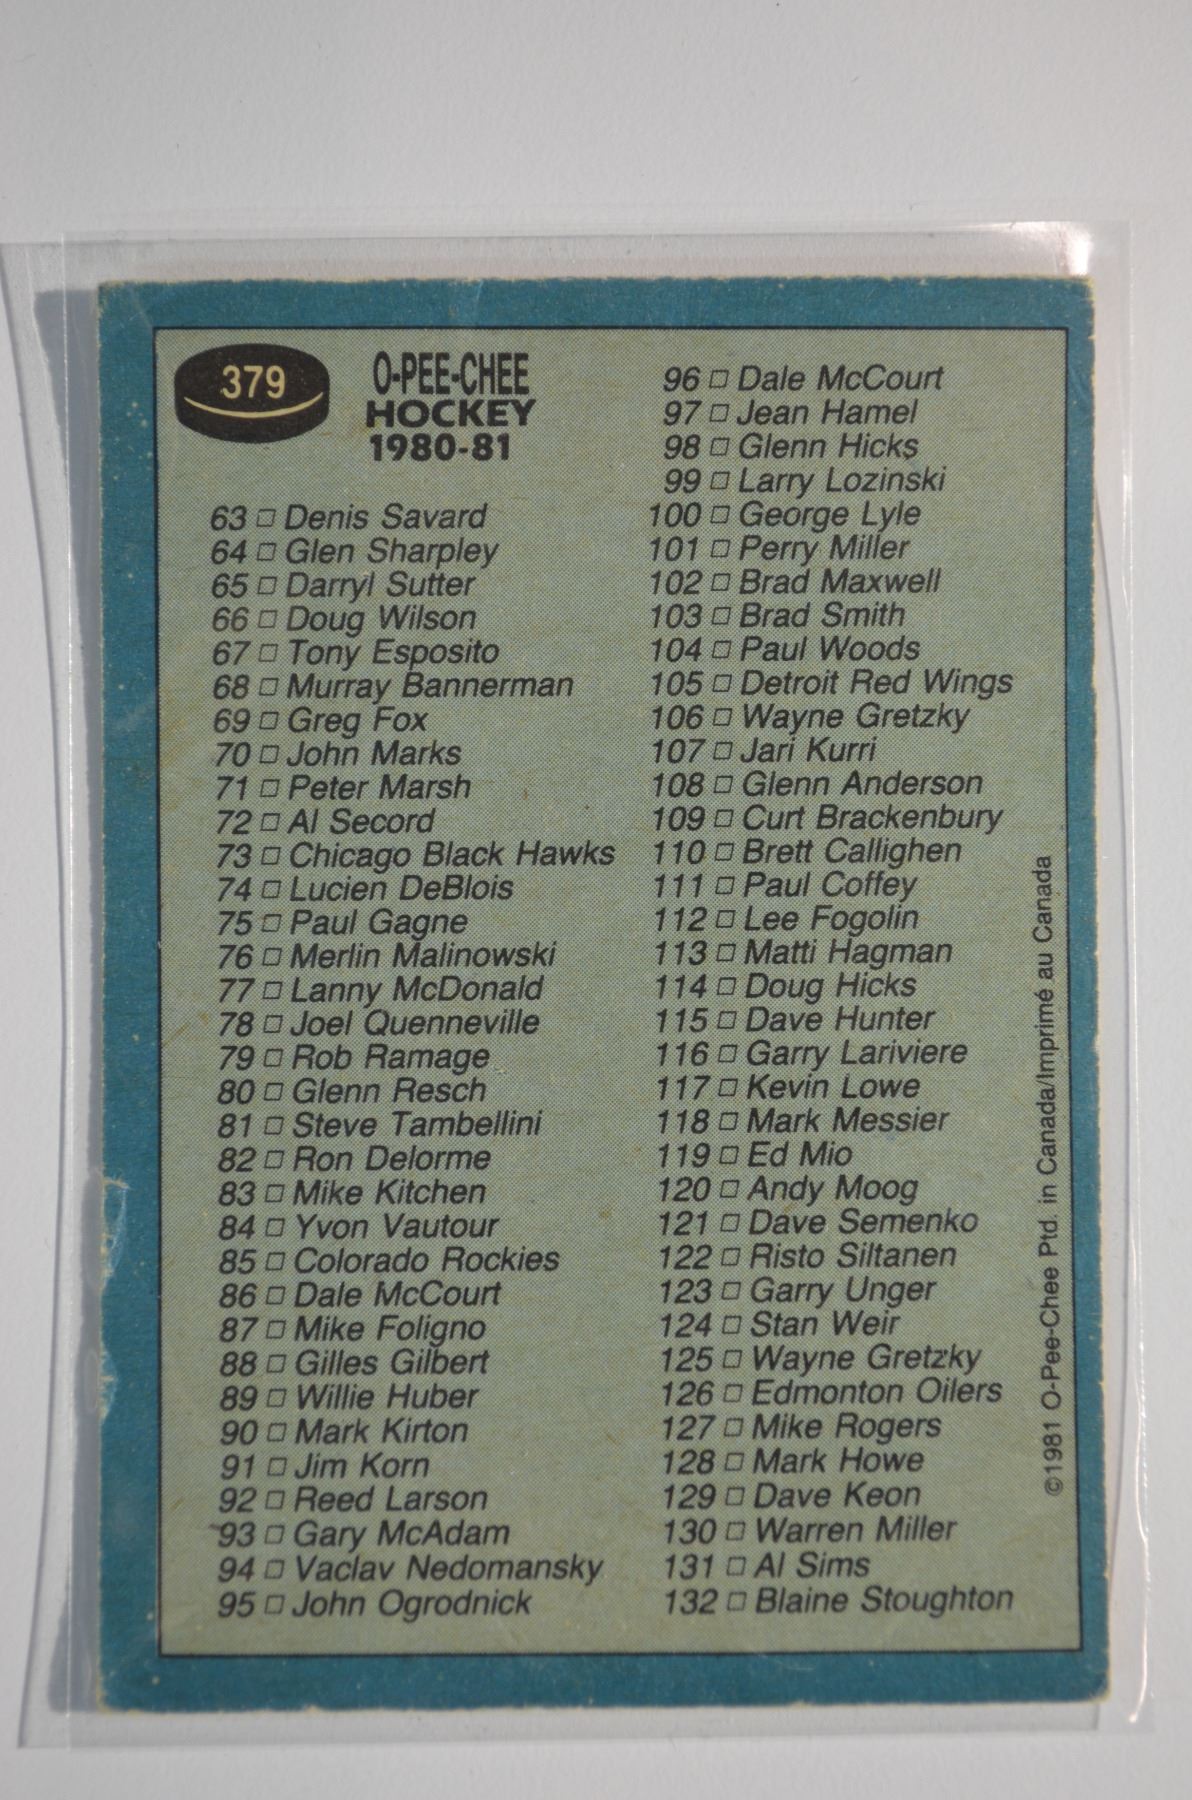 379
O-PEE-CHEE
HOCKEY
1980-81
63 □ Denis Savard
64 □ Glen Sharpley
65 □ Darryl Sutter
66 □ Doug Wilson
67 □ Tony Esposito
68 □ Murray Bannerman
69 □ Greg Fox
70 □ John Marks
71 □ Peter Marsh
72 □ Al Secord
73 □ Chicago Black Hawks
74 □ Lucien DeBlois
75 □ Paul Gagne
76 □ Merlin Malinowski
77 □ Lanny McDonald
78 □ Joel Quenneville
79 □ Rob Ramage
80 □ Glenn Resch
81 □ Steve Tambellini
82 □ Ron Delorme
83 □ Mike Kitchen
84 □ Yvon Vautour
85 □ Colorado Rockies
86 □ Dale McCourt
87 □ Mike Foligno
88 □ Gilles Gilbert
89 □ Willie Huber
90 □ Mark Kirton
91 □ Jim Korn
92 □ Reed Larson
93 □ Gary McAdam
94 □ Vaclav Nedomansky
95 □ John Ogrodnick
96 □ Dale McCourt
97 □ Jean Hamel
98 □ Glenn Hicks
99 □ Larry Lozinski
100 □ George Lyle
101 □ Perry Miller
102 □ Brad Maxwell
103 □ Brad Smith
104 □ Paul Woods
105 □ Detroit Red Wings
106 □ Wayne Gretzky
107 □ Jari Kurri
108 □ Glenn Anderson
109 □ Curt Brackenbury
110 □ Brett Callighen
111 □ Paul Coffey
112 □ Lee Fogolin
113 □ Matti Hagman
114 □ Doug Hicks
115 □ Dave Hunter
116 □ Garry Lariviere
117 □ Kevin Lowe
118 □ Mark Messier
119 □ Ed Mio
120 □ Andy Moog
121 □ Dave Semenko
122 □ Risto Siltanen
123 □ Garry Unger
124 □ Stan Weir
125 □ Wayne Gretzky
126 □ Edmonton Oilers
127 □ Mike Rogers
128 □ Mark Howe
129 □ Dave Keon
130 □ Warren Miller
131 □ Al Sims
132 □ Blaine Stoughton
©1981 O-Pee-Chee Ptd. in Canada/Imprimé au Canada